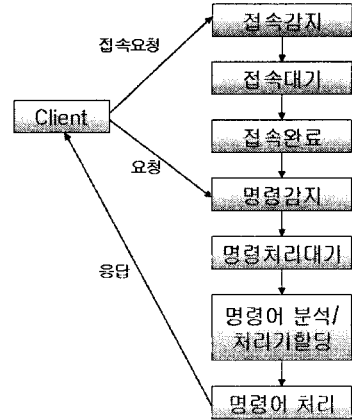 접속감지
접속요청
접속대기
Client
접속완료
요청
명령감지
명령처리대기
응답
명령어 분석/
처리기할당
명령어 처리